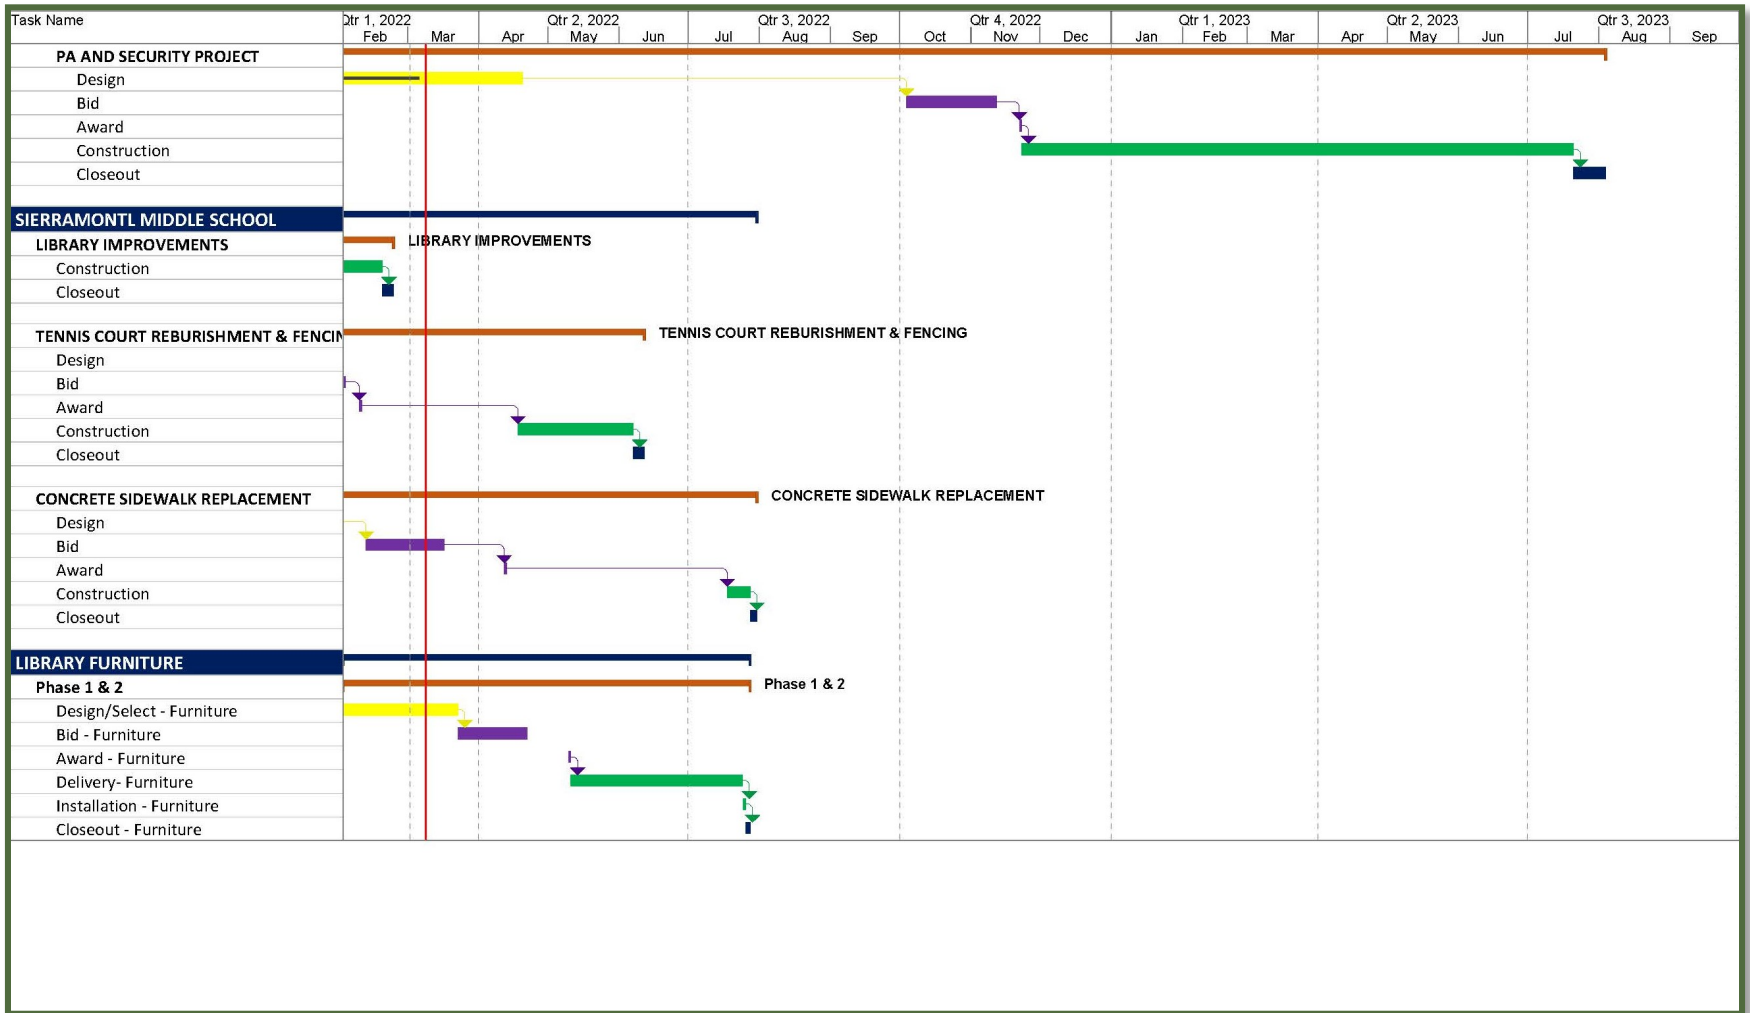 Task Name
Qtr 1, 2022 Qtr 2, 2022 Qtr 3, 2022 Qtr 4, 2022 Qtr 1, 2023 Qtr 2, 2023 Qtr 3, 2023
Feb Mar Apr May Jun Jul Aug Sep Oct Nov Dec Jan Feb Mar Apr May Jun Jul Aug Sep
PA AND SECURITY PROJECT
Design
Bid
Award
Construction
Closeout
SIERRAMONTL MIDDLE SCHOOL
LIBRARY IMPROVEMENTS LIBRARY IMPROVEMENTS
Construction
Closeout
TENNIS COURT REBURISHMENT & FENCIN TENNIS COURT REBURISHMENT & FENCING
Design
Bid
Award
Construction
Closeout
CONCRETE SIDEWALK REPLACEMENT CONCRETE SIDEWALK REPLACEMENT
Design
Bid
Award
Construction
Closeout
LIBRARY FURNITURE
Phase 1 & 2 Phase 1 & 2
Design/Select - Furniture
Bid - Furniture
Award - Furniture
Delivery- Furniture
Installation - Furniture
Closeout - Furniture